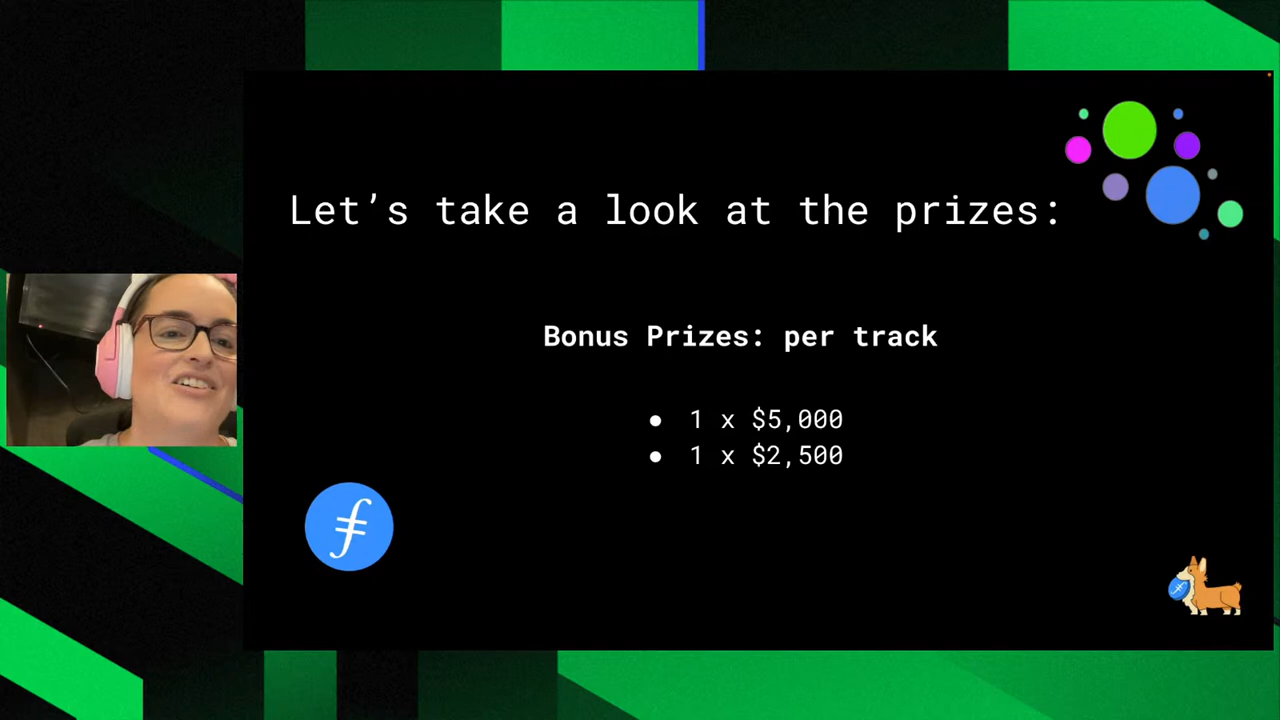 Let’s take a look at the prizes:
Bonus Prizes: per track
● 1 x $5,000
● 1 x $2,500